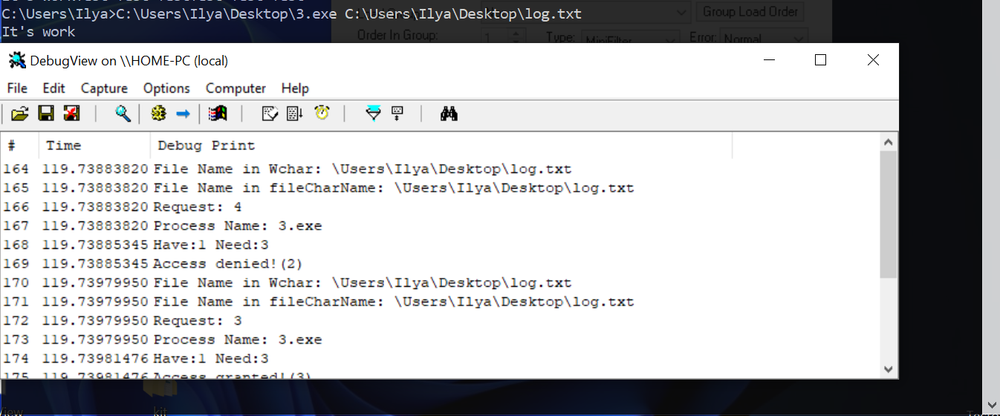 C:\Users\Ilya>C:\Users\Ilya\Desktop\3.exe C:\Users\Ilya\Desktop\log.txt
Group Load Order
It's work
Order In Group:
1
Type:
MiniFilter
Error:
Normal
DebugView on \\HOME-PC (local)
File Edit Capture Options Computer Help
# Time Debug Print
164 119.73883820 File Name in Wchar: \Users\Ilya\Desktop\log.txt
165 119.73883820 File Name in fileCharName: \Users\Ilya\Desktop\log.txt
166 119.73883820 Request: 4
167 119.73883820 Process Name: 3.exe
168 119.73885345 Have:1 Need:3
169 119.73885345 Access denied!(2)
170 119.73979950 File Name in Wchar: \Users\Ilya\Desktop\log.txt
171 119.73979950 File Name in fileCharName: \Users\Ilya\Desktop\log.txt
172 119.73979950 Request: 3
173 119.73979950 Process Name: 3.exe
174 119.73981476 Have:1 Need:3
175 119.73981476 Access granted!(3)
View
kit